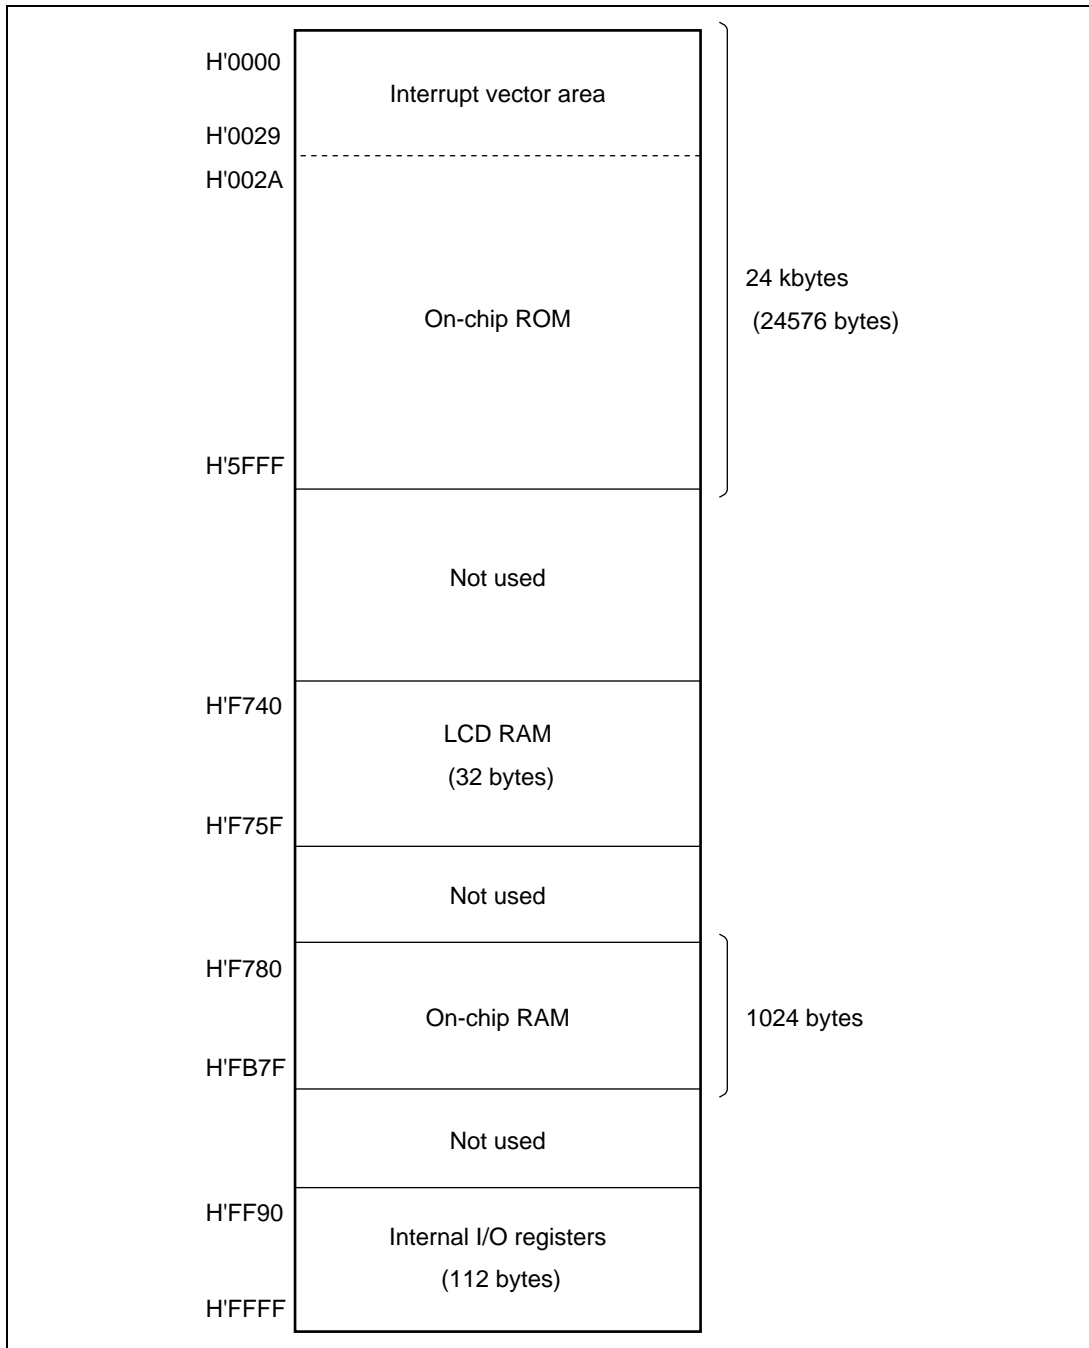 H'0000
Interrupt vector area
H'0029
H'002A
24 kbytes
(24576 bytes)
On-chip ROM
H'5FFF
Not used
H'F740
LCD RAM
(32 bytes)
H'F75F
Not used
H'F780
On-chip RAM
1024 bytes
H'FB7F
Not used
H'FF90
Internal I/O registers
(112 bytes)
H'FFFF